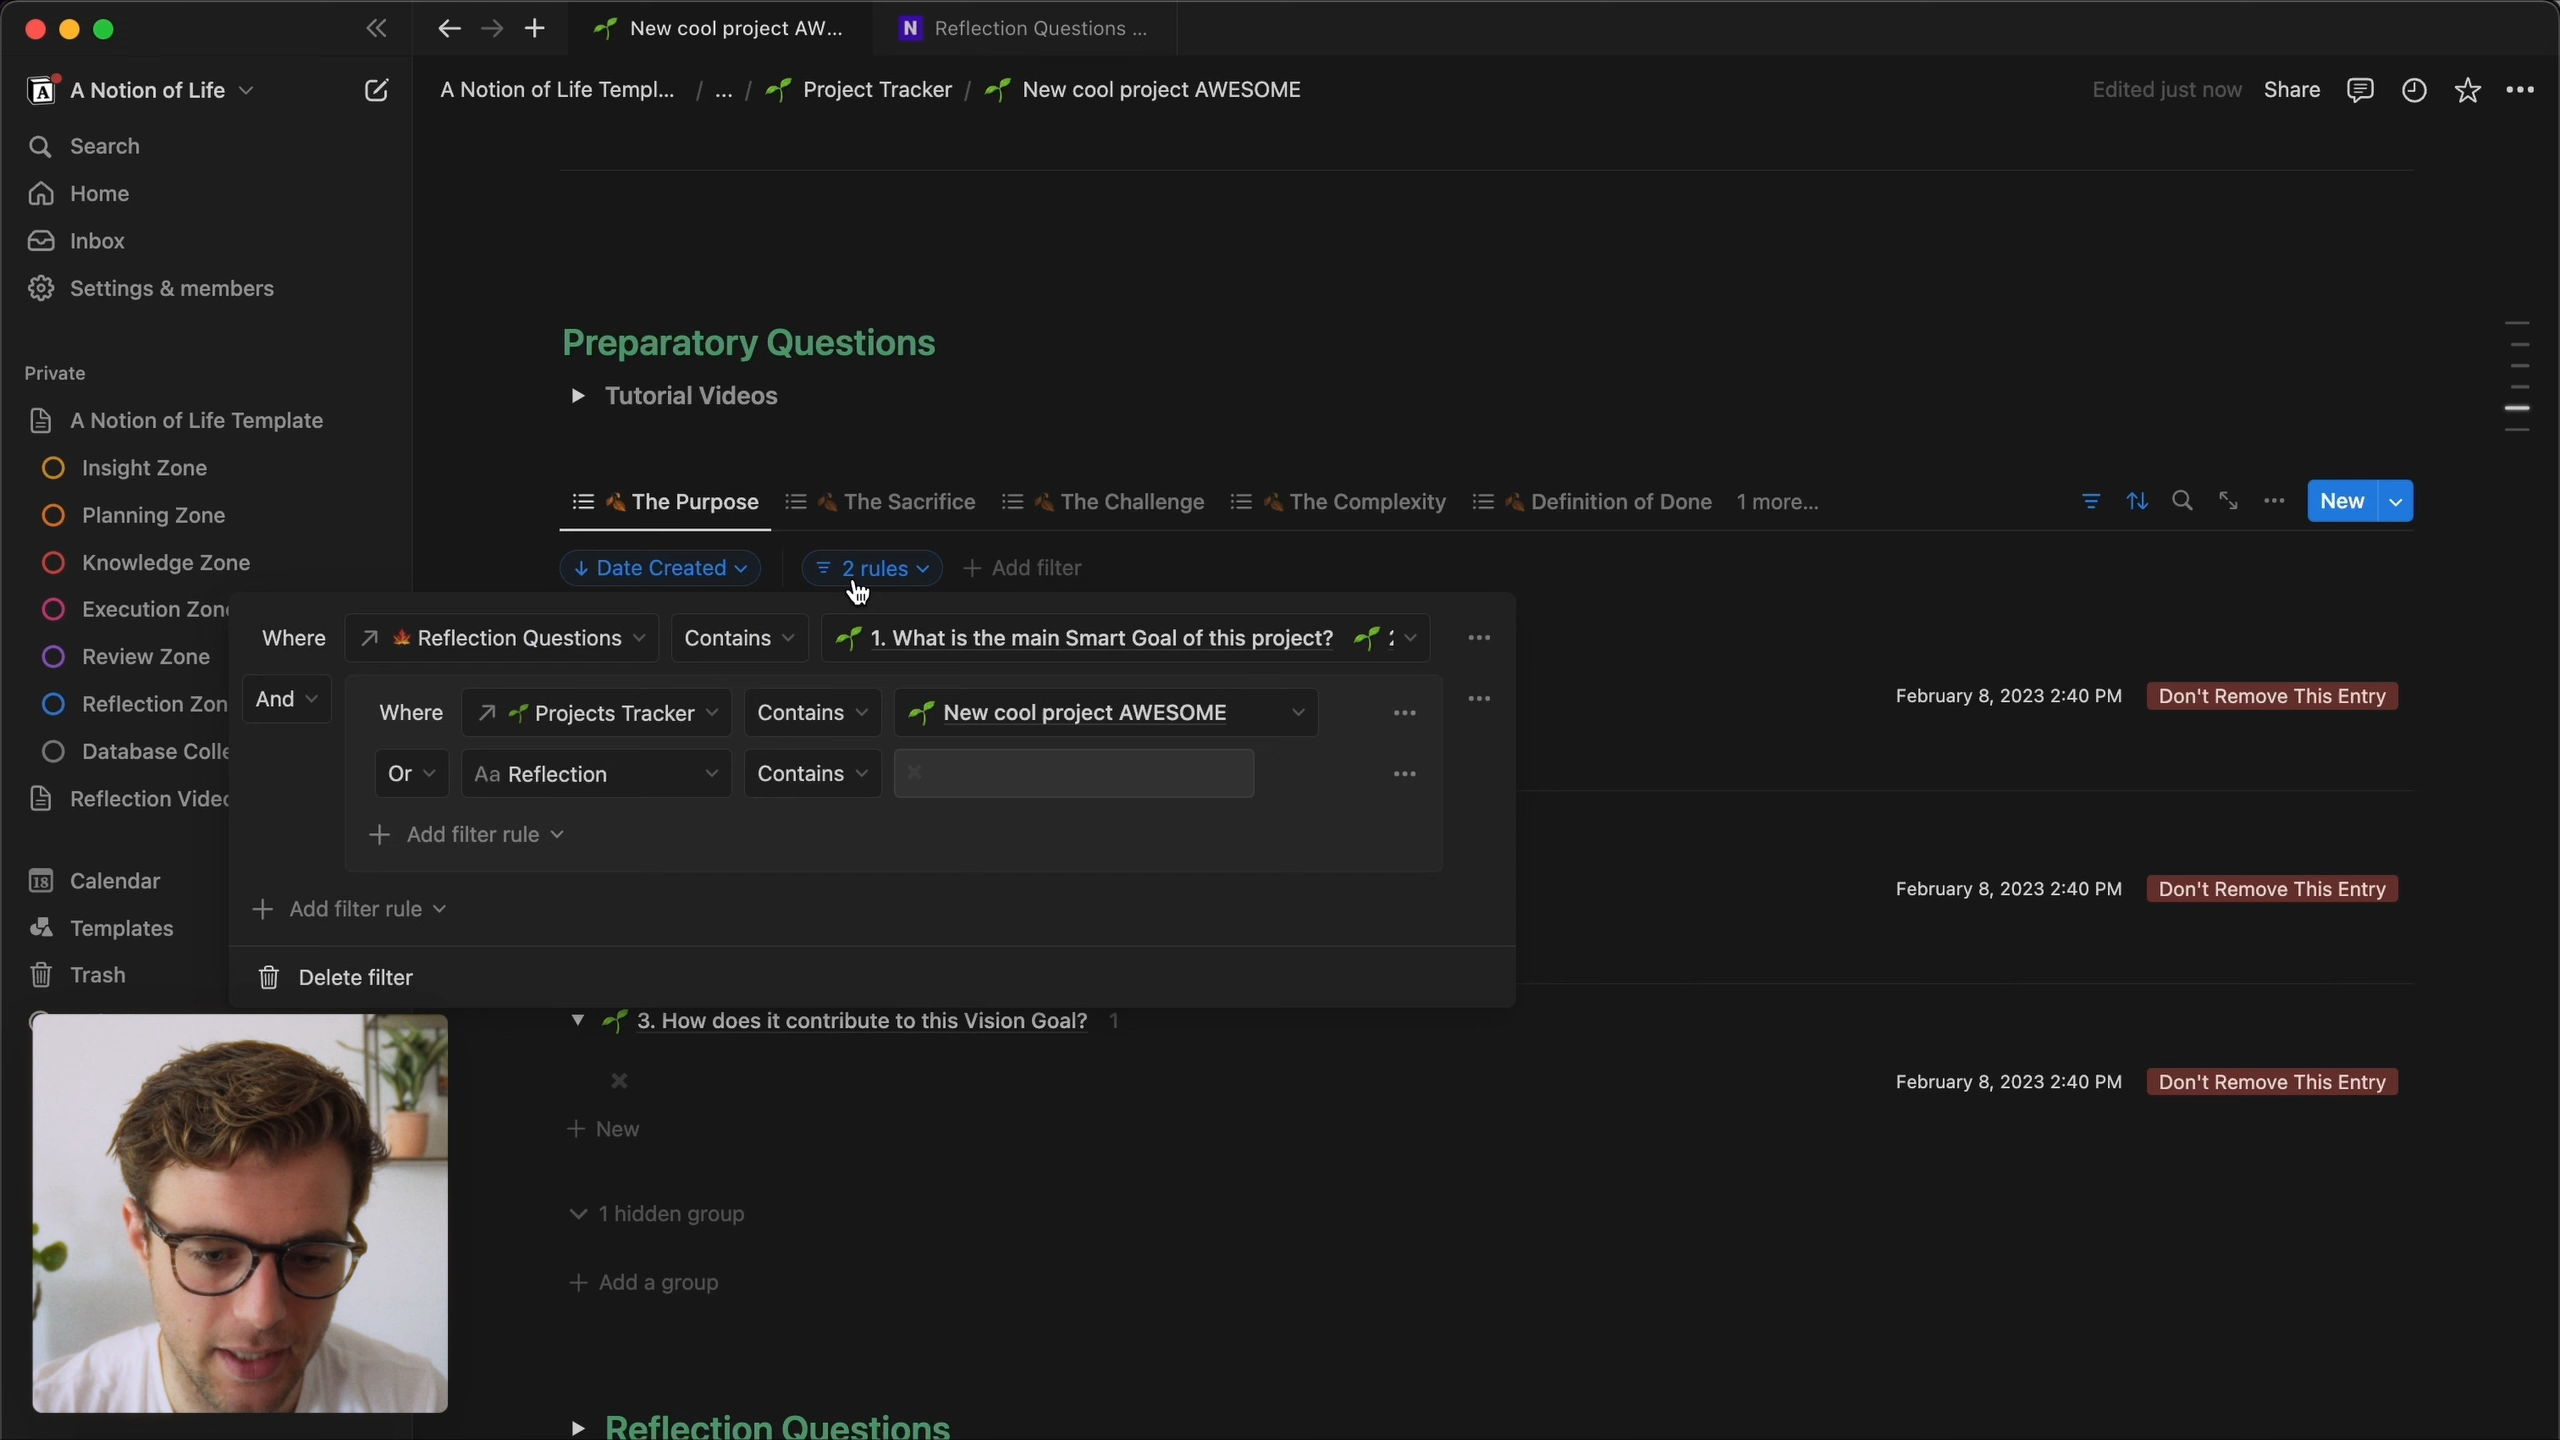 New cool project AW...
N Reflection Questions ...
A Notion of Life
A Notion of Life Templ... / ... / Project Tracker / New cool project AWESOME
Edited just now
Share
Search
Home
Inbox
Settings & members
Private
A Notion of Life Template
Insight Zone
Planning Zone
Knowledge Zone
Execution Zone
Review Zone
Reflection Zon
Database Colle
Reflection Video
18 Calendar
Templates
Trash
Preparatory Questions
Tutorial Videos
The Purpose
The Sacrifice
The Challenge
The Complexity
Definition of Done
1 more...
New
Date Created
2 rules
Add filter
Where Reflection Questions Contains 1. What is the main Smart Goal of this project?
And
Where Projects Tracker Contains New cool project AWESOME
Or Aa Reflection Contains
Add filter rule
Add filter rule
Delete filter
February 8, 2023 2:40 PM Don't Remove This Entry
February 8, 2023 2:40 PM Don't Remove This Entry
3. How does it contribute to this Vision Goal? 1
February 8, 2023 2:40 PM Don't Remove This Entry
New
1 hidden group
Add a group
Reflection Questions